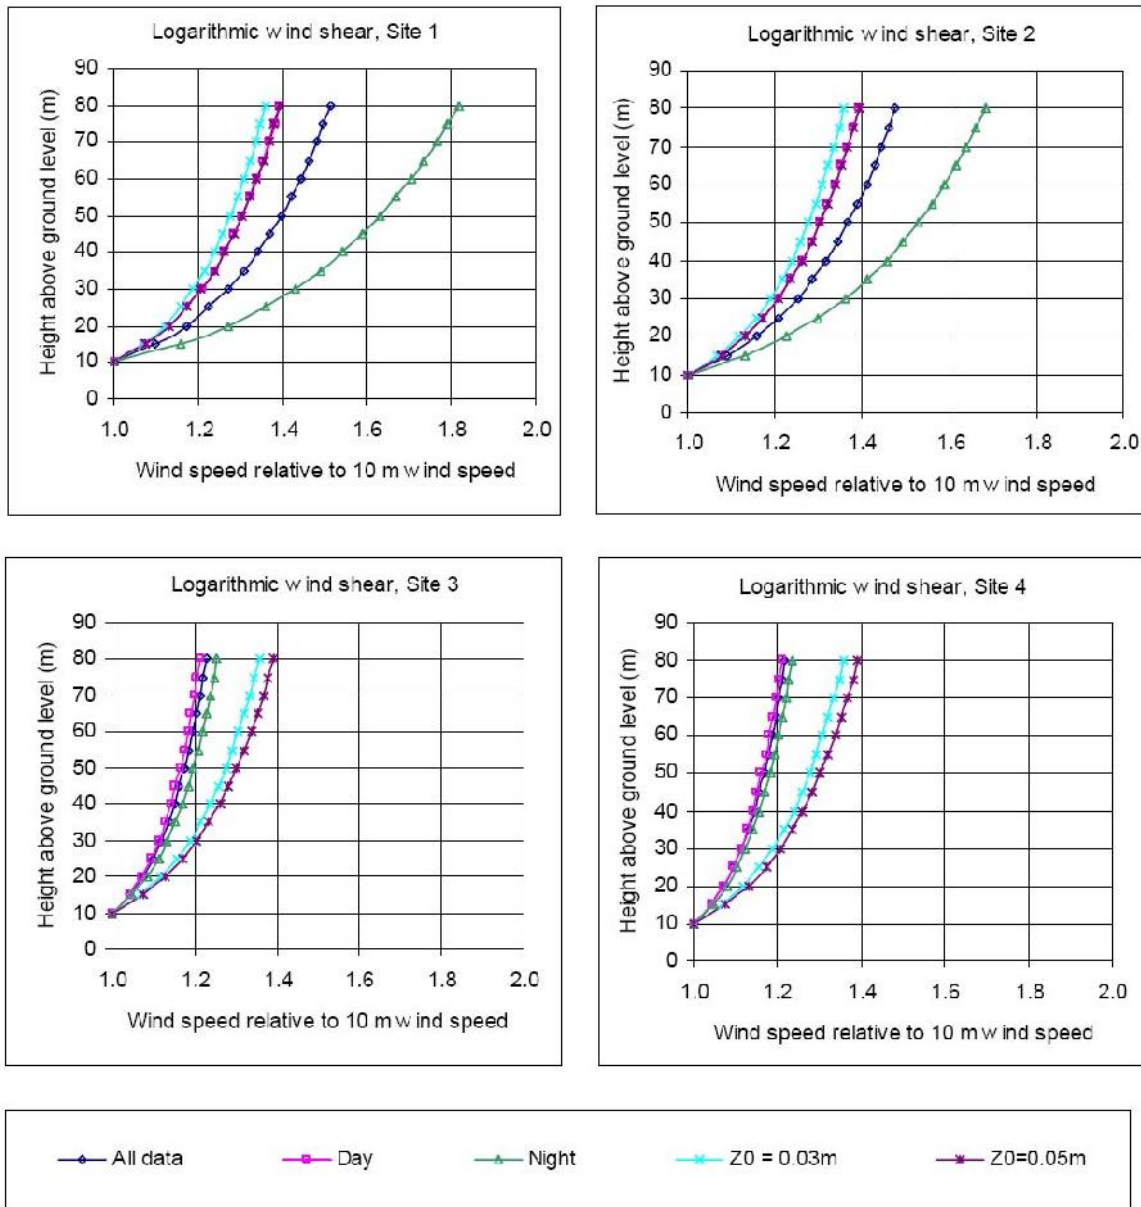 Logarithmic wind shear, Site 1
Height above ground level (m)
90
80
70
60
50
40
30
20
10
0
1.0 1.2 1.4 1.6 1.8 2.0
Wind speed relative to 10 m wind speed
Logarithmic wind shear, Site 2
Height above ground level (m)
90
80
70
60
50
40
30
20
10
0
1.0 1.2 1.4 1.6 1.8 2.0
Wind speed relative to 10 m wind speed
Logarithmic wind shear, Site 3
Height above ground level (m)
90
80
70
60
50
40
30
20
10
0
1.0 1.2 1.4 1.6 1.8 2.0
Wind speed relative to 10 m wind speed
Logarithmic wind shear, Site 4
Height above ground level (m)
90
80
70
60
50
40
30
20
10
0
1.0 1.2 1.4 1.6 1.8 2.0
Wind speed relative to 10 m wind speed
All data Day Night Z0 = 0.03m Z0=0.05m